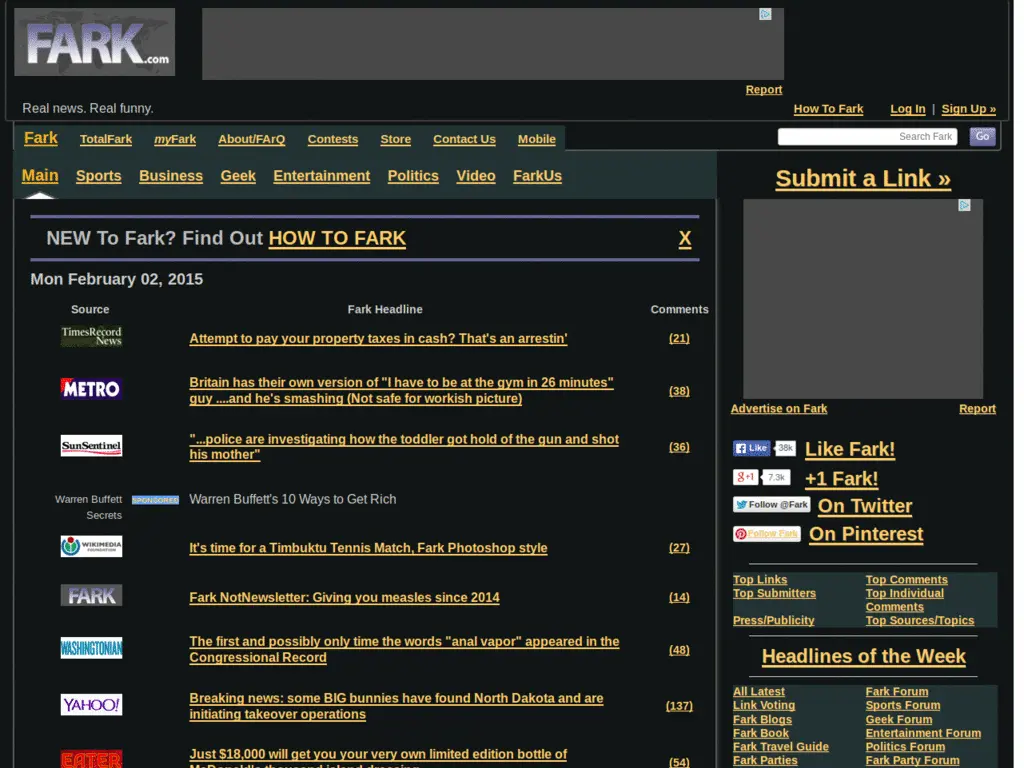 FARK.com
Report
Real news. Real funny.
How To Fark Log In | Sign Up »
Fark TotalFark myFark About/FArQ Contests Store Contact Us Mobile
Search Fark Go
Main Sports Business Geek Entertainment Politics Video FarkUs
Submit a Link »
NEW To Fark? Find Out HOW TO FARK X
Mon February 02, 2015
Source Fark Headline Comments
TimesRecord News
Attempt to pay your property taxes in cash? That's an arrestin' (21)
METRO
Britain has their own version of "I have to be at the gym in 26 minutes"
guy ....and he's smashing (Not safe for workish picture) (38)
SunSentinel
"...police are investigating how the toddler got hold of the gun and shot
his mother" (36)
Warren Buffett
Secrets
SPONSORED
Warren Buffett's 10 Ways to Get Rich
WIKIMEDIA
FOUNDATION
It's time for a Timbuktu Tennis Match, Fark Photoshop style (27)
FARK
Fark NotNewsletter: Giving you measles since 2014 (14)
WASHINGTONIAN
The first and possibly only time the words "anal vapor" appeared in the
Congressional Record (48)
YAHOO!
Breaking news: some BIG bunnies have found North Dakota and are
initiating takeover operations (137)
EATER
Just $18,000 will get you your very own limited edition bottle of
McDonald's thousand island dressing (54)
Advertise on Fark Report
Like 38k Like Fark!
g+1 7.3k +1 Fark!
Follow @Fark On Twitter
Follow Fark On Pinterest
Top Links Top Comments
Top Submitters Top Individual
Comments
Press/Publicity Top Sources/Topics
Headlines of the Week
All Latest Fark Forum
Link Voting Sports Forum
Fark Blogs Geek Forum
Fark Book Entertainment Forum
Fark Travel Guide Politics Forum
Fark Parties Fark Party Forum